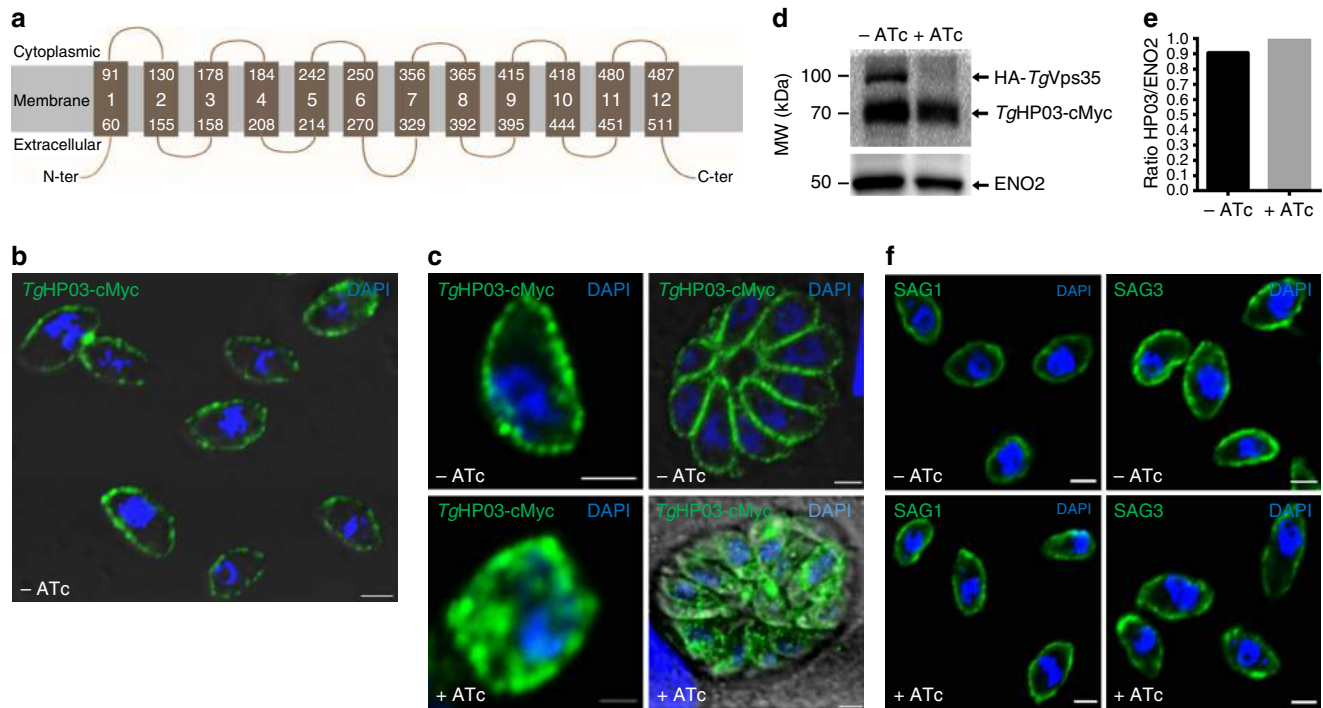 a
Cytoplasmic
91 130 178 184 242 250 356 365 415 418 480 487
Membrane 1 2 3 4 5 6 7 8 9 10 11 12
60 155 158 208 214 270 329 392 395 444 451 511
Extracellular
N-ter C-ter
d
– ATc + ATc
MW (kDa)
100 HA-TgVps35
70 TgHP03-cMyc
50 ENO2
e
Ratio HP03/ENO2
1.0
0.9
0.8
0.7
0.6
0.5
0.4
0.3
0.2
0.1
0.0
– ATc + ATc
b
TgHP03-cMyc DAPI
– ATc
c
TgHP03-cMyc DAPI TgHP03-cMyc DAPI
– ATc – ATc
TgHP03-cMyc DAPI TgHP03-cMyc DAPI
+ ATc + ATc
f
SAG1 DAPI SAG3 DAPI
– ATc – ATc
SAG1 DAPI SAG3 DAPI
+ ATc + ATc